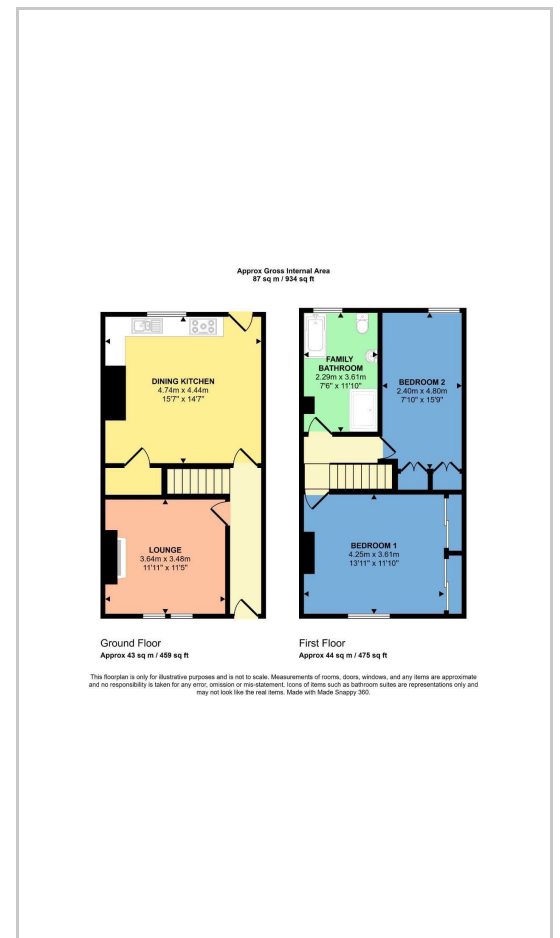 Approx Gross Internal Area
87 sq m / 934 sq ft
DINING KITCHEN
4.74m x 4.44m
15'7" x 14'7"
LOUNGE
3.64m x 3.48m
11'11" x 11'5"
FAMILY
BATHROOM
2.29m x 3.61m
7'6" x 11'10"
BEDROOM 2
2.40m x 4.80m
7'10" x 15'9"
BEDROOM 1
4.25m x 3.61m
13'11" x 11'10"
Ground Floor
Approx 43 sq m / 459 sq ft
First Floor
Approx 44 sq m / 475 sq ft
This floorplan is only for illustrative purposes and is not to scale. Measurements of rooms, doors, windows, and any items are approximate
and no responsibility is taken for any error, omission or mis-statement. Icons of items such as bathroom suites are representations only and
may not look like the real items. Made with Made Snappy 360.